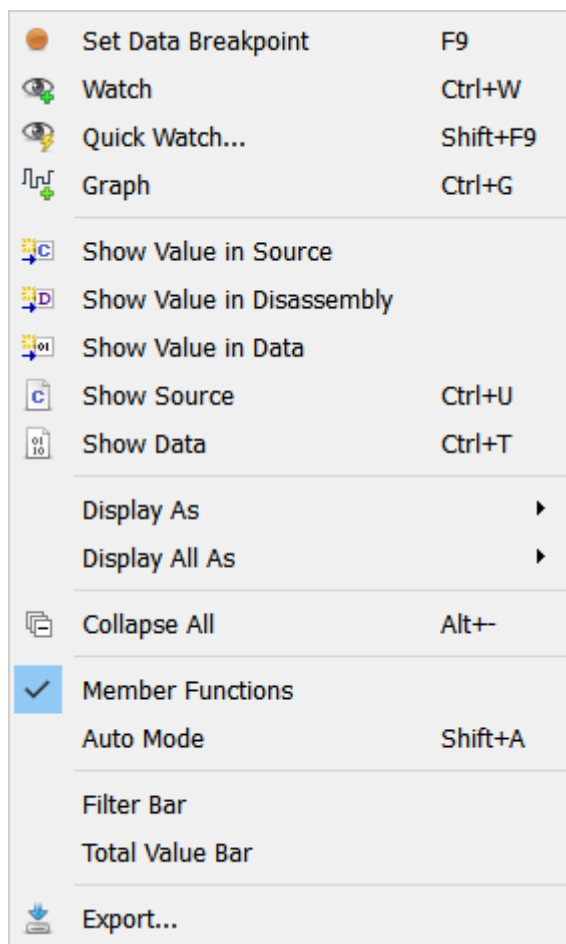 Set Data Breakpoint F9
Watch Ctrl+W
Quick Watch... Shift+F9
Graph Ctrl+G
Show Value in Source
Show Value in Disassembly
Show Value in Data
Show Source Ctrl+U
Show Data Ctrl+T
Display As
Display All As
Collapse All Alt+-
Member Functions
Auto Mode Shift+A
Filter Bar
Total Value Bar
Export...